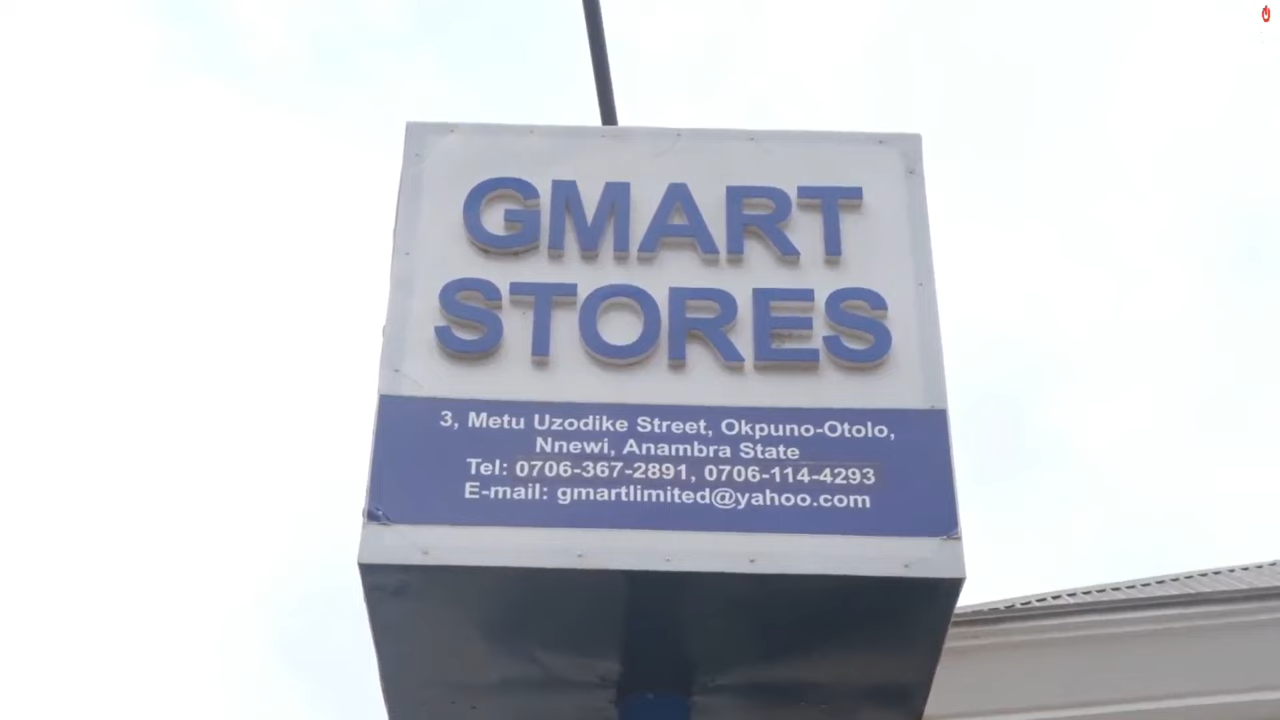 GMART
STORES
3, Metu Uzodike Street, Okpuno-Otolo,
Nnewi, Anambra State
Tel: 0706-367-2891, 0706-114-4293
E-mail: gmartlimited@yahoo.com